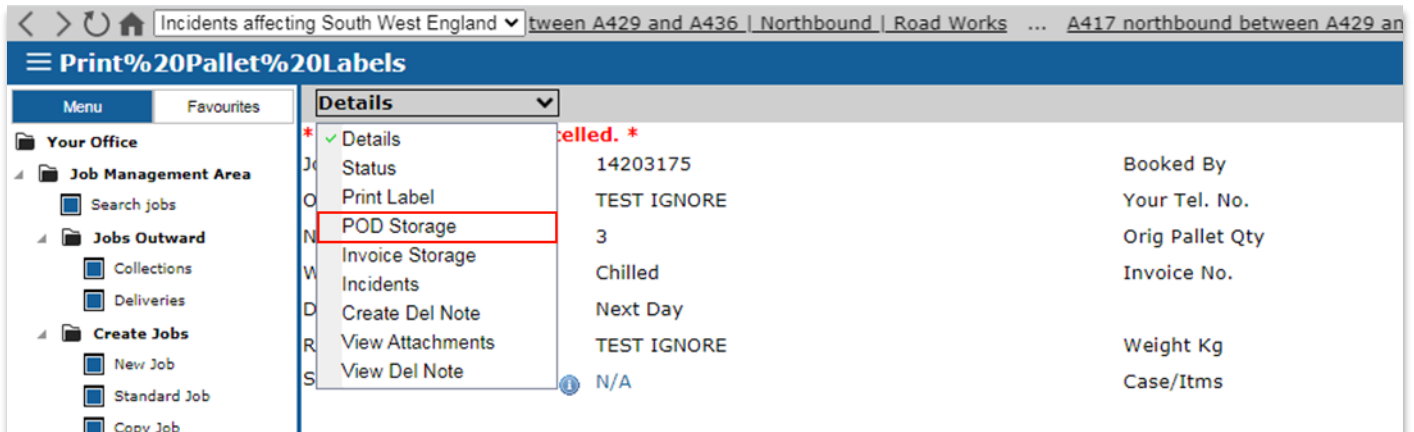 Incidents affecting South West England tween A429 and A436 | Northbound | Road Works ... A417 northbound between A429 an
Print%20Pallet%20Labels
Menu Favourites Details
Your Office
Job Management Area
Search jobs
Jobs Outward
Collections
Deliveries
Create Jobs
New Job
Standard Job
Copy Job
* celled. *
Details
Status
Print Label
POD Storage
Invoice Storage
Incidents
Create Del Note
View Attachments
View Del Note
14203175 Booked By
TEST IGNORE Your Tel. No.
3 Orig Pallet Qty
Chilled Invoice No.
Next Day
TEST IGNORE Weight Kg
N/A Case/Itms